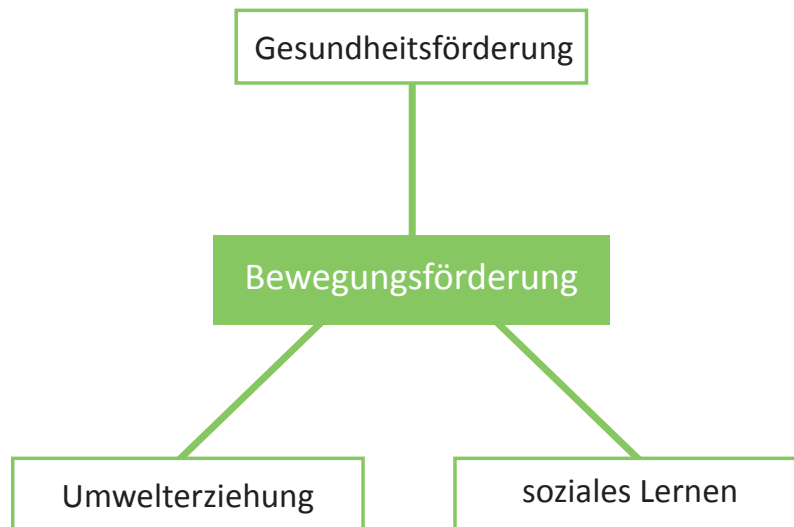 Gesundheitsförderung
Bewegungsförderung
Umwelterziehung
soziales Lernen